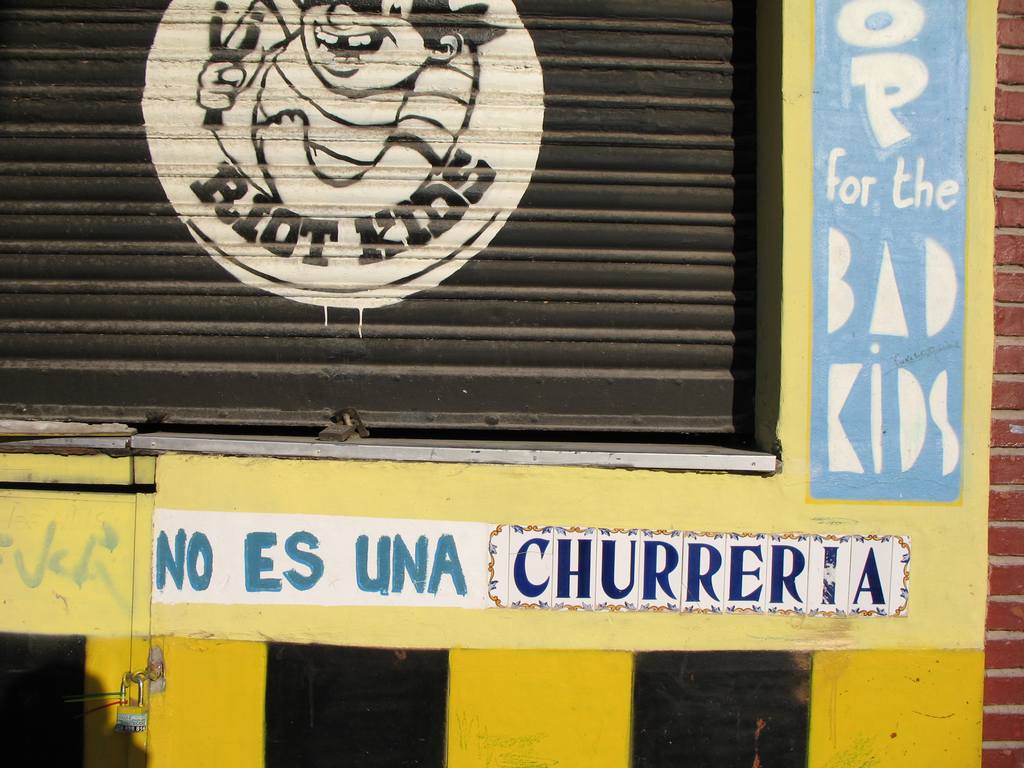 RIOT KIDS
OP
for the
BAD
KiDS
NO ES UNA CHURRERIA